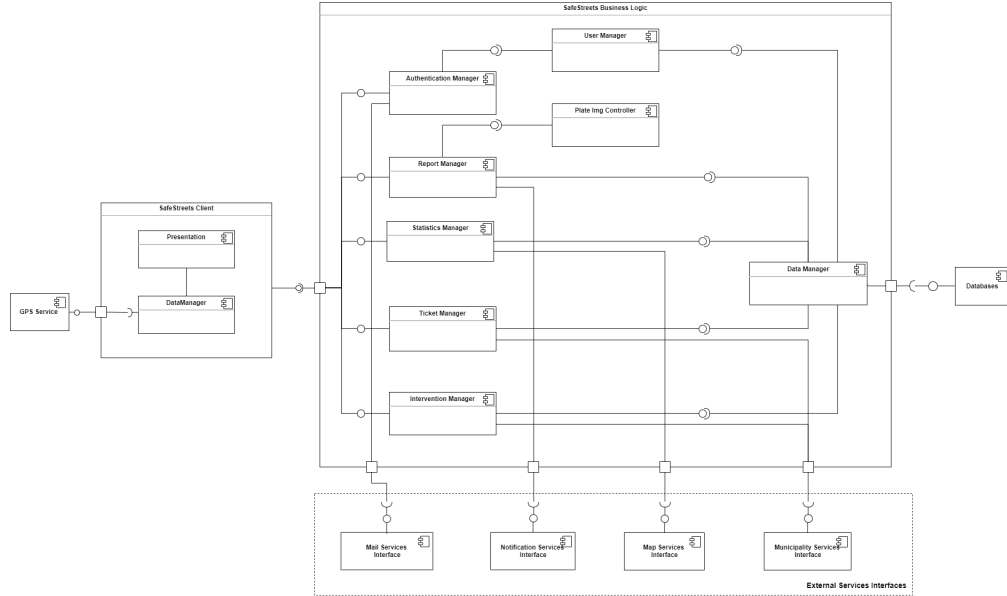 SafeStreets Business Logic
User Manager
Authentication Manager
Plate Img Controller
Report Manager
SafeStreets Client
Statistics Manager
Presentation
Data Manager
Databases
DataManager
GPS Service
Ticket Manager
Intervention Manager
Mail Services
Interface
Notification Services
Interface
Map Services
Interface
Municipality Services
Interface
External Services Interfaces